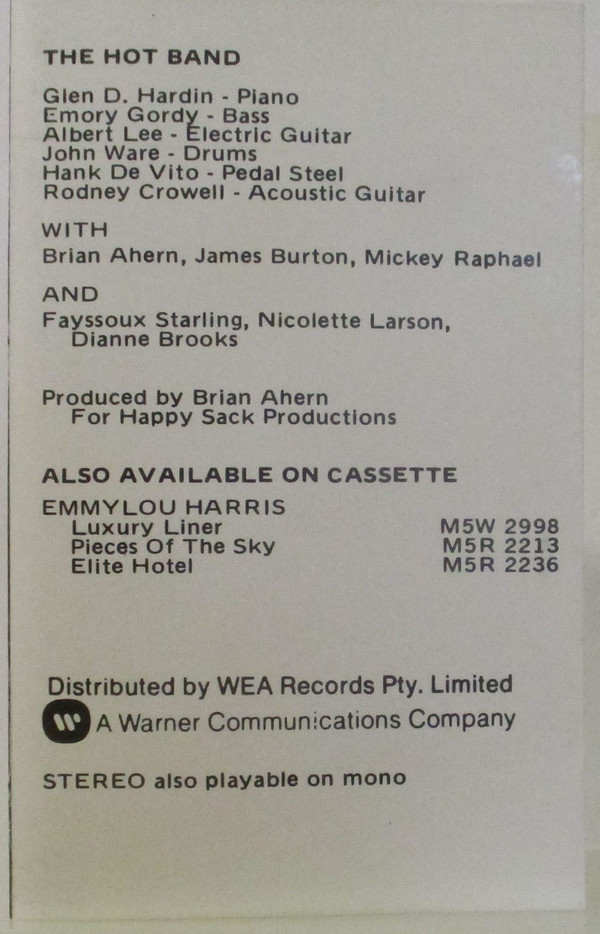 THE HOT BAND
Glen D. Hardin - Piano
Emory Gordy - Bass
Albert Lee - Electric Guitar
John Ware - Drums
Hank De Vito - Pedal Steel
Rodney Crowell - Acoustic Guitar
WITH
Brian Ahern, James Burton, Mickey Raphael
AND
Fayssoux Starling, Nicolette Larson,
Dianne Brooks
Produced by Brian Ahern
For Happy Sack Productions
ALSO AVAILABLE ON CASSETTE
EMMYLOU HARRIS
Luxury Liner M5W 2998
Pieces Of The Sky M5R 2213
Elite Hotel M5R 2236
Distributed by WEA Records Pty. Limited
A Warner Communications Company
STEREO also playable on mono